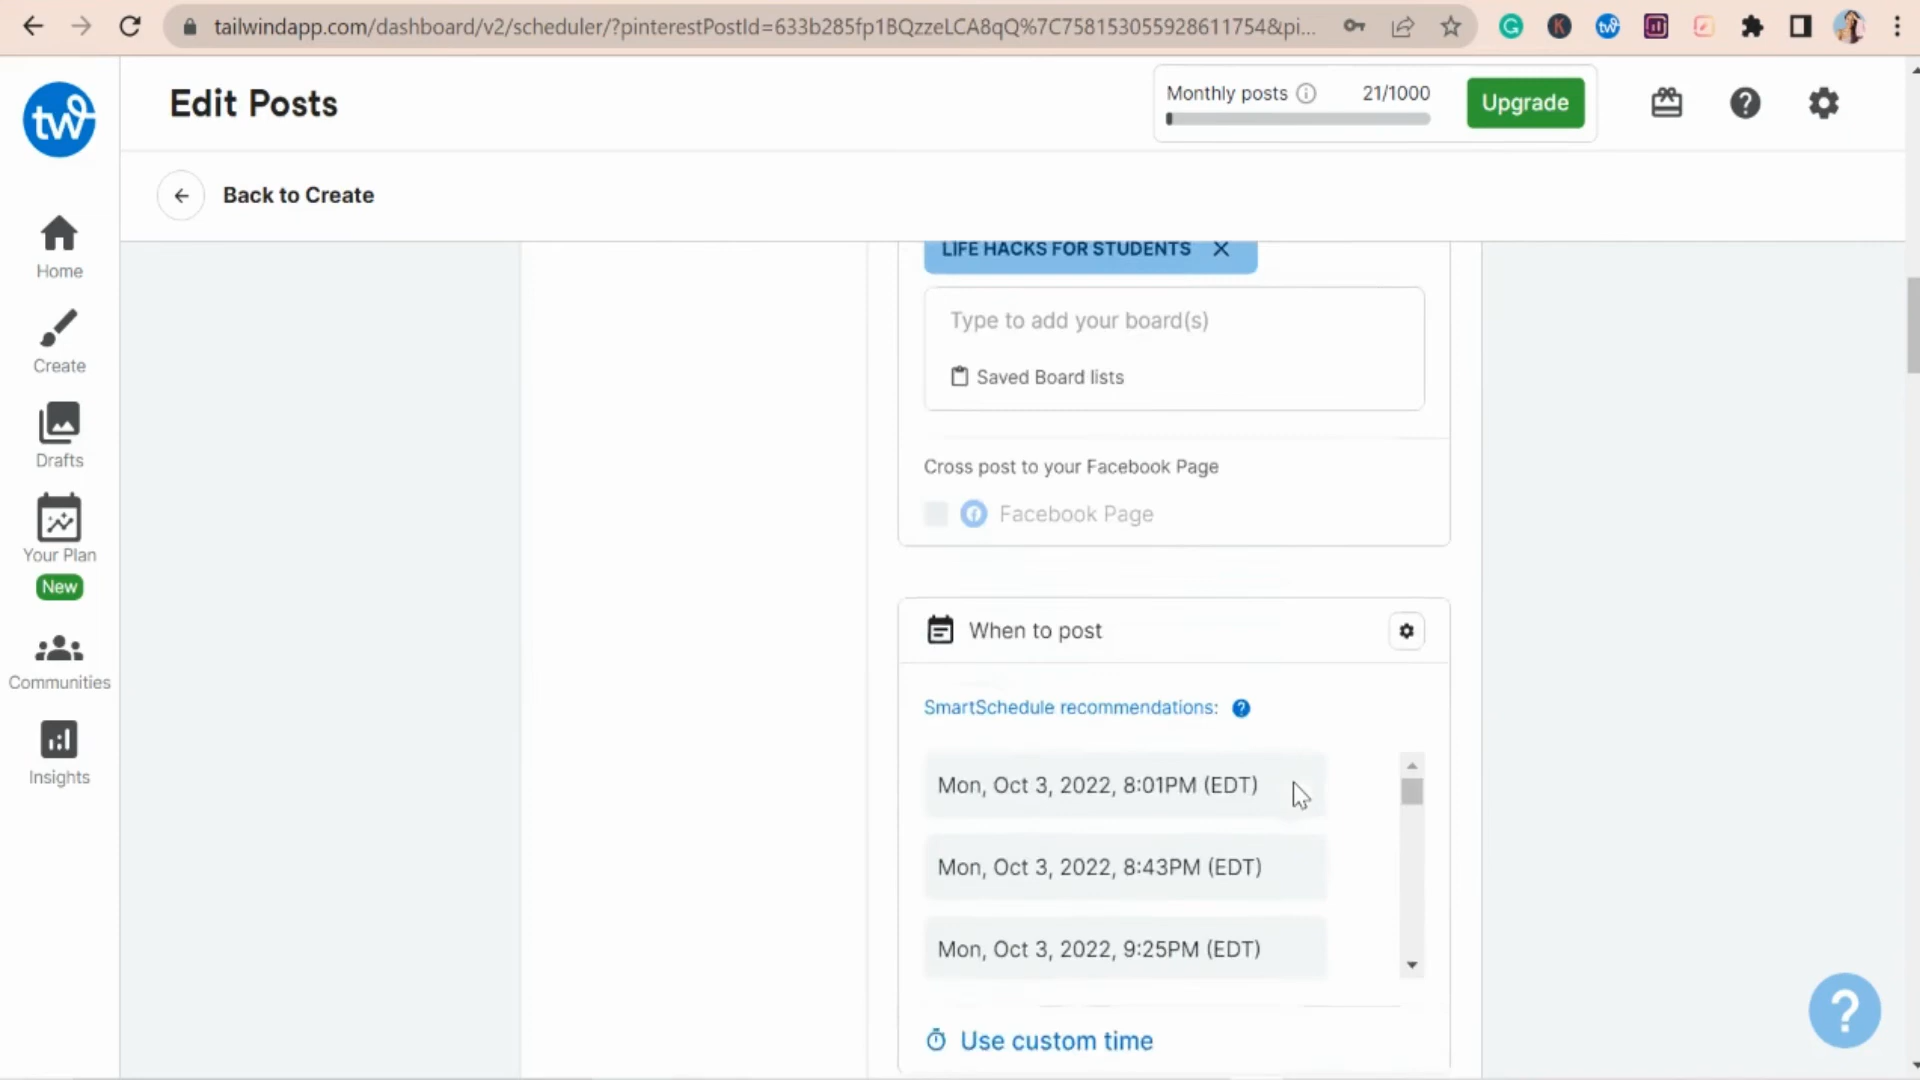 tailwindapp.com/dashboard/v2/scheduler/?pinterestPostId=633b285fp1BQzzeLCA8qQ%7C758153055928611754&pi...
tw
Edit Posts
Monthly posts 21/1000
Upgrade
Back to Create
Home
Create
Drafts
Your Plan
New
Communities
Insights
LIFE HACKS FOR STUDENTS
Type to add your board(s)
Saved Board lists
Cross post to your Facebook Page
Facebook Page
When to post
SmartSchedule recommendations:
Mon, Oct 3, 2022, 8:01PM (EDT)
Mon, Oct 3, 2022, 8:43PM (EDT)
Mon, Oct 3, 2022, 9:25PM (EDT)
Use custom time